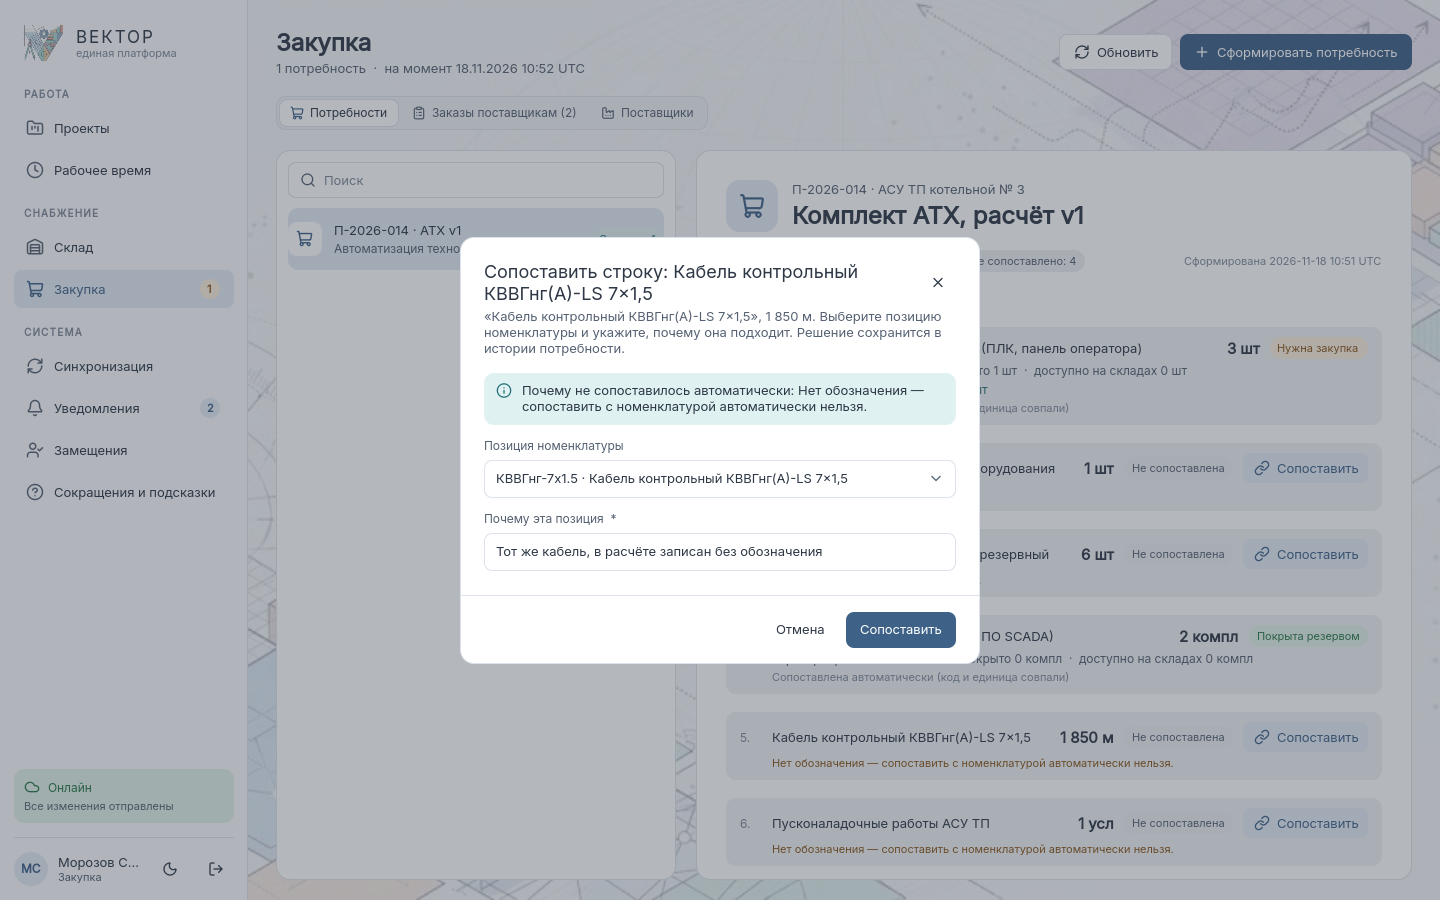 ВЕКТОР
единая платформа
РАБОТА
Проекты
Рабочее время
СНАБЖЕНИЕ
Склад
Закупка 1
СИСТЕМА
Синхронизация
Уведомления 2
Замещения
Сокращения и подсказки
Онлайн
Все изменения отправлены
МС
Морозов С...
Закупка
Закупка
1 потребность · на момент 18.11.2026 10:52 UTC
Обновить
Сформировать потребность
Потребности
Заказы поставщикам (2)
Поставщики
Поиск
П-2026-014 · АТХ v1
Автоматизация техно
П-2026-014 · АСУ ТП котельной № 3
Комплект АТХ, расчёт v1
е сопоставлено: 4
Сформирована 2026-11-18 10:51 UTC
(ПЛК, панель оператора) 3 шт Нужна закупка
то 1 шт · доступно на складах 0 шт
шт
единица совпали)
орудования 1 шт Не сопоставлена Сопоставить
резервный 6 шт Не сопоставлена Сопоставить
ПО SCADA) 2 компл Покрыта резервом
крыто 0 компл · доступно на складах 0 компл
Сопоставлена автоматически (код и единица совпали)
5. Кабель контрольный КВВГнг(А)-LS 7×1,5 1 850 м Не сопоставлена Сопоставить
Нет обозначения — сопоставить с номенклатурой автоматически нельзя.
6. Пусконаладочные работы АСУ ТП 1 усл Не сопоставлена Сопоставить
Нет обозначения — сопоставить с номенклатурой автоматически нельзя.
Сопоставить строку: Кабель контрольный
КВВГнг(А)-LS 7×1,5
«Кабель контрольный КВВГнг(А)-LS 7×1,5», 1 850 м. Выберите позицию
номенклатуры и укажите, почему она подходит. Решение сохранится в
истории потребности.
Почему не сопоставилось автоматически: Нет обозначения —
сопоставить с номенклатурой автоматически нельзя.
Позиция номенклатуры
КВВГнг-7х1.5 · Кабель контрольный КВВГнг(А)-LS 7×1,5
Почему эта позиция *
Тот же кабель, в расчёте записан без обозначения
Отмена
Сопоставить